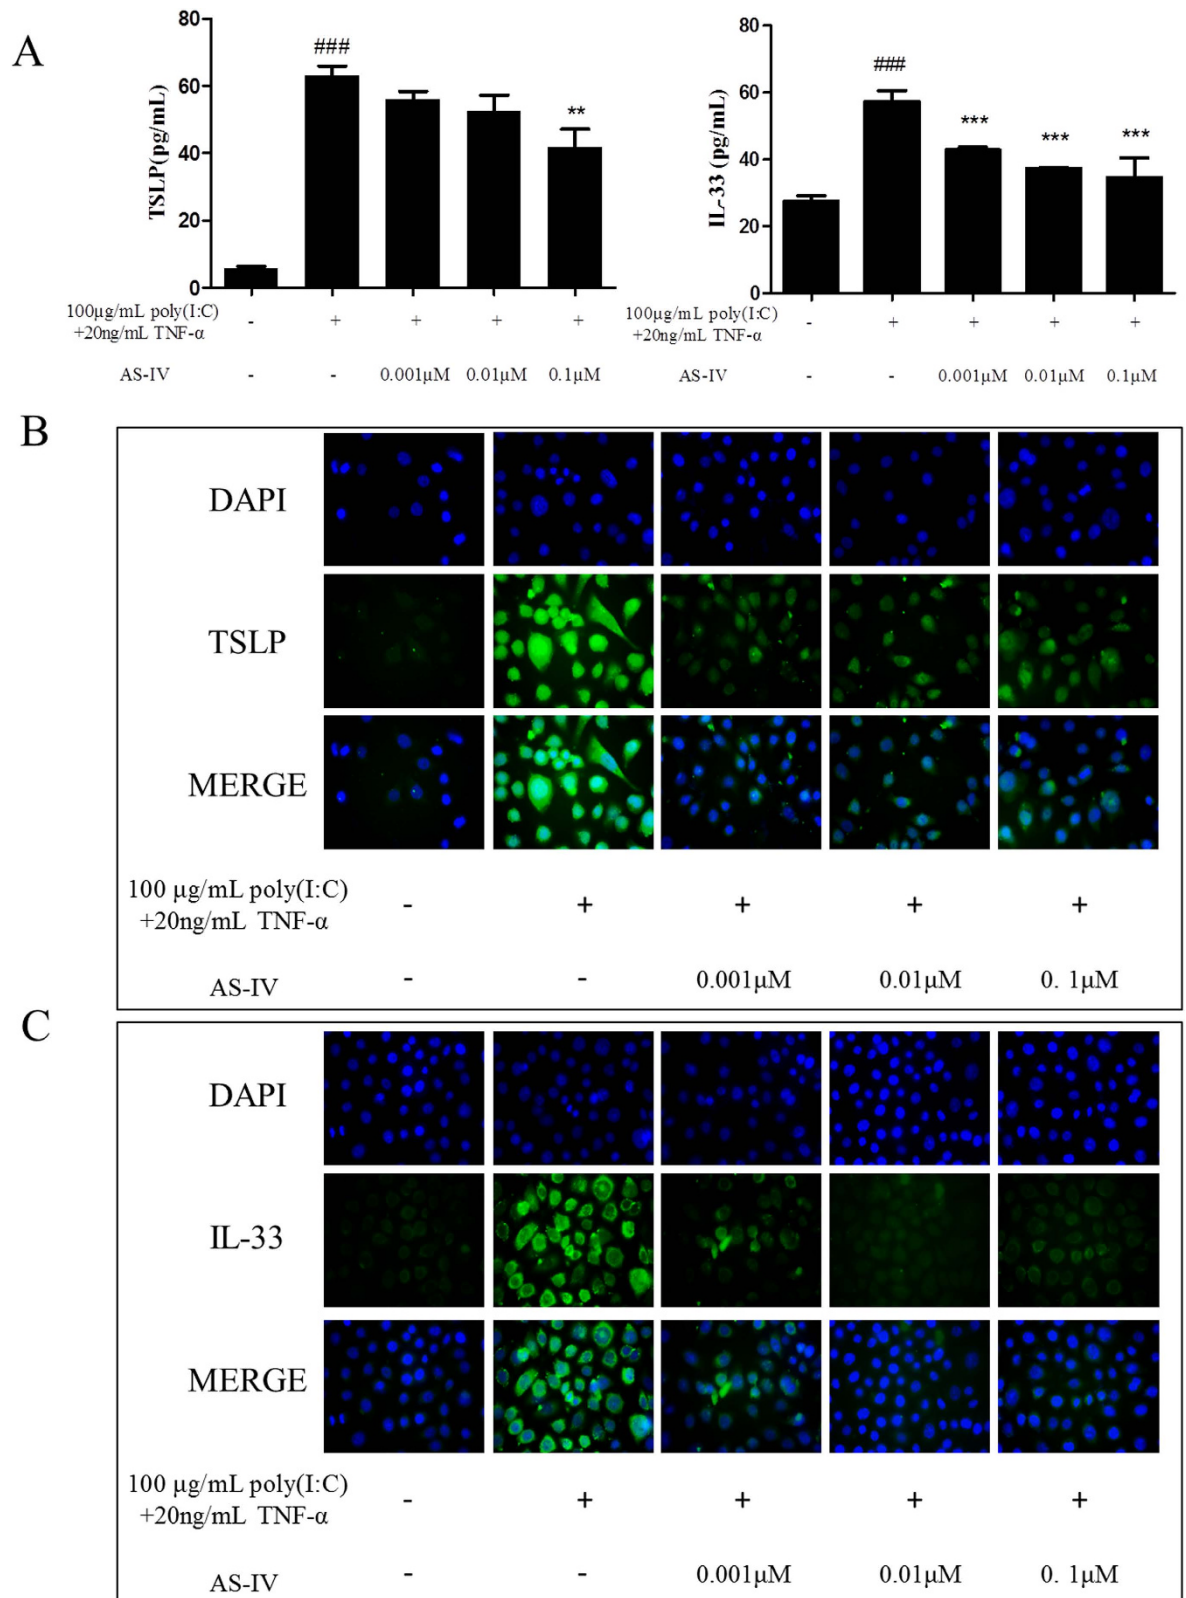 A
TSLP(pg/mL)
80
60
40
20
0
###
**
100µg/mL poly(I:C)
+20ng/mL TNF-α
- + + + +
AS-IV - - 0.001µM 0.01µM 0.1µM
IL-33 (pg/mL)
80
60
40
20
0
###
***
***
***
100µg/mL poly(I:C)
+20ng/mL TNF-α
- + + + +
AS-IV - - 0.001µM 0.01µM 0.1µM
B
DAPI
TSLP
MERGE
100 µg/mL poly(I:C)
+20ng/mL TNF-α
- + + + +
AS-IV - - 0.001µM 0.01µM 0. 1µM
C
DAPI
IL-33
MERGE
100 µg/mL poly(I:C)
+20ng/mL TNF-α
- + + + +
AS-IV - - 0.001µM 0.01µM 0. 1µM